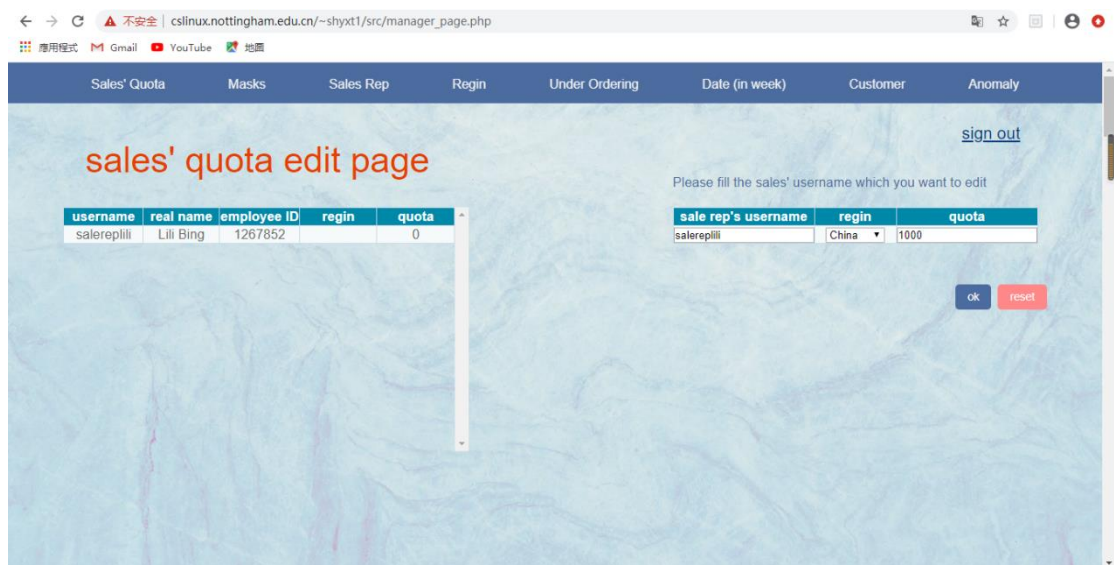 不安全 | cslinux.nottingham.edu.cn/~shyxt1/src/manager_page.php
應用程式 Gmail YouTube 地圖
Sales' Quota Masks Sales Rep Regin Under Ordering Date (in week) Customer Anomaly
sign out
sales' quota edit page
Please fill the sales' username which you want to edit
username real name employee ID regin quota
salereplili Lili Bing 1267852 0
sale rep's username regin quota
salereplili China 1000
ok reset